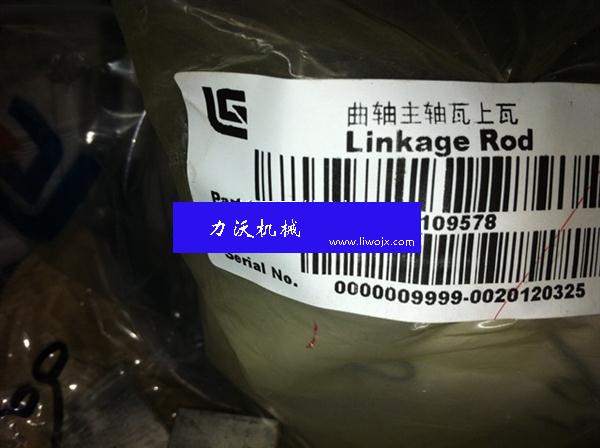 LG
曲轴主轴瓦上瓦
Linkage Rod
109578
力沃机械
www.liwojx.com
Serial No.
0000009999-0020120325